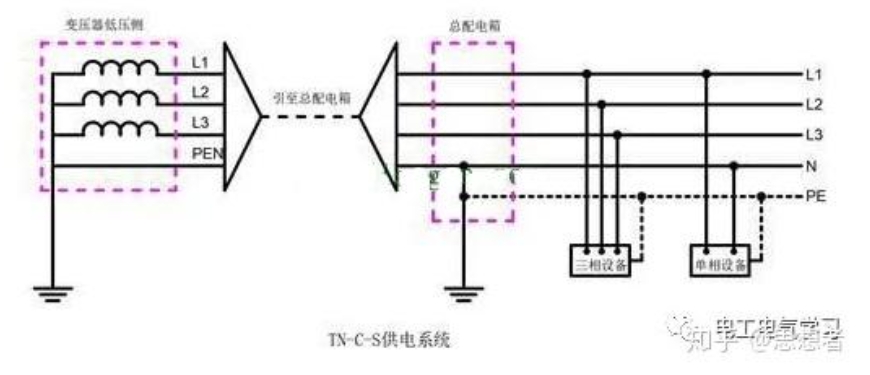 变压器低压侧
总配电箱
L1
L2
L3
PEN
引至总配电箱
L1
L2
L3
N
PE
三相设备
单相设备
TN-C-S供电系统
电工电气学习
知乎 @思想者